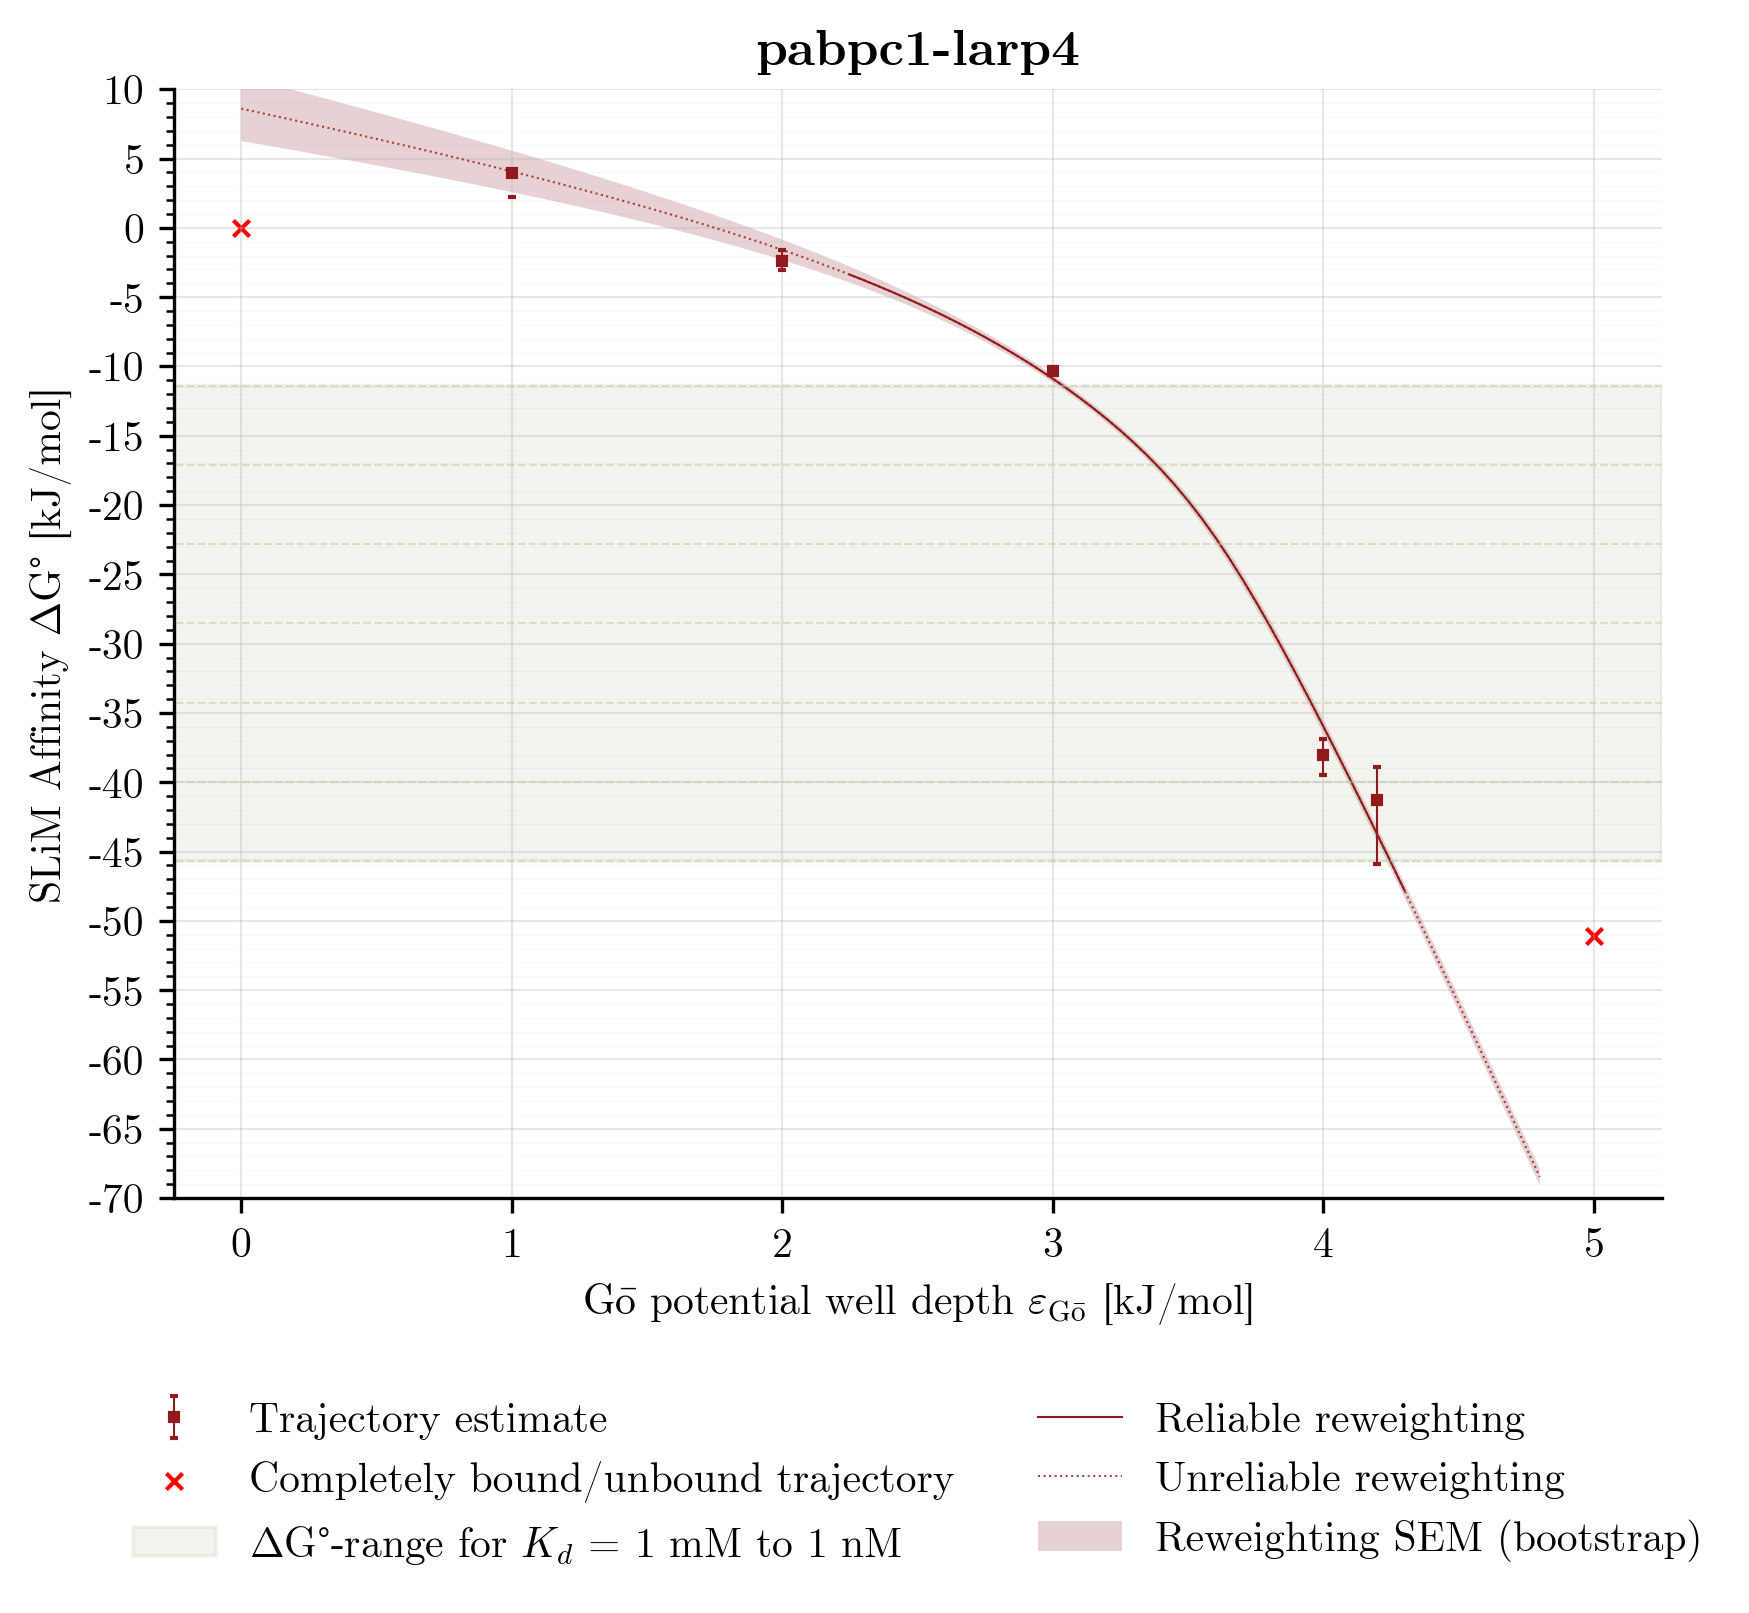 pabpc1-larp4
10
5
0
-5
-10
-15
-20
-25
-30
-35
-40
-45
-50
-55
-60
-65
-70
SLiM Affinity ΔG° [kJ/mol]
0 1 2 3 4 5
Gō potential well depth ε_Gō [kJ/mol]
Trajectory estimate
Completely bound/unbound trajectory
ΔG°-range for K_d = 1 mM to 1 nM
Reliable reweighting
Unreliable reweighting
Reweighting SEM (bootstrap)